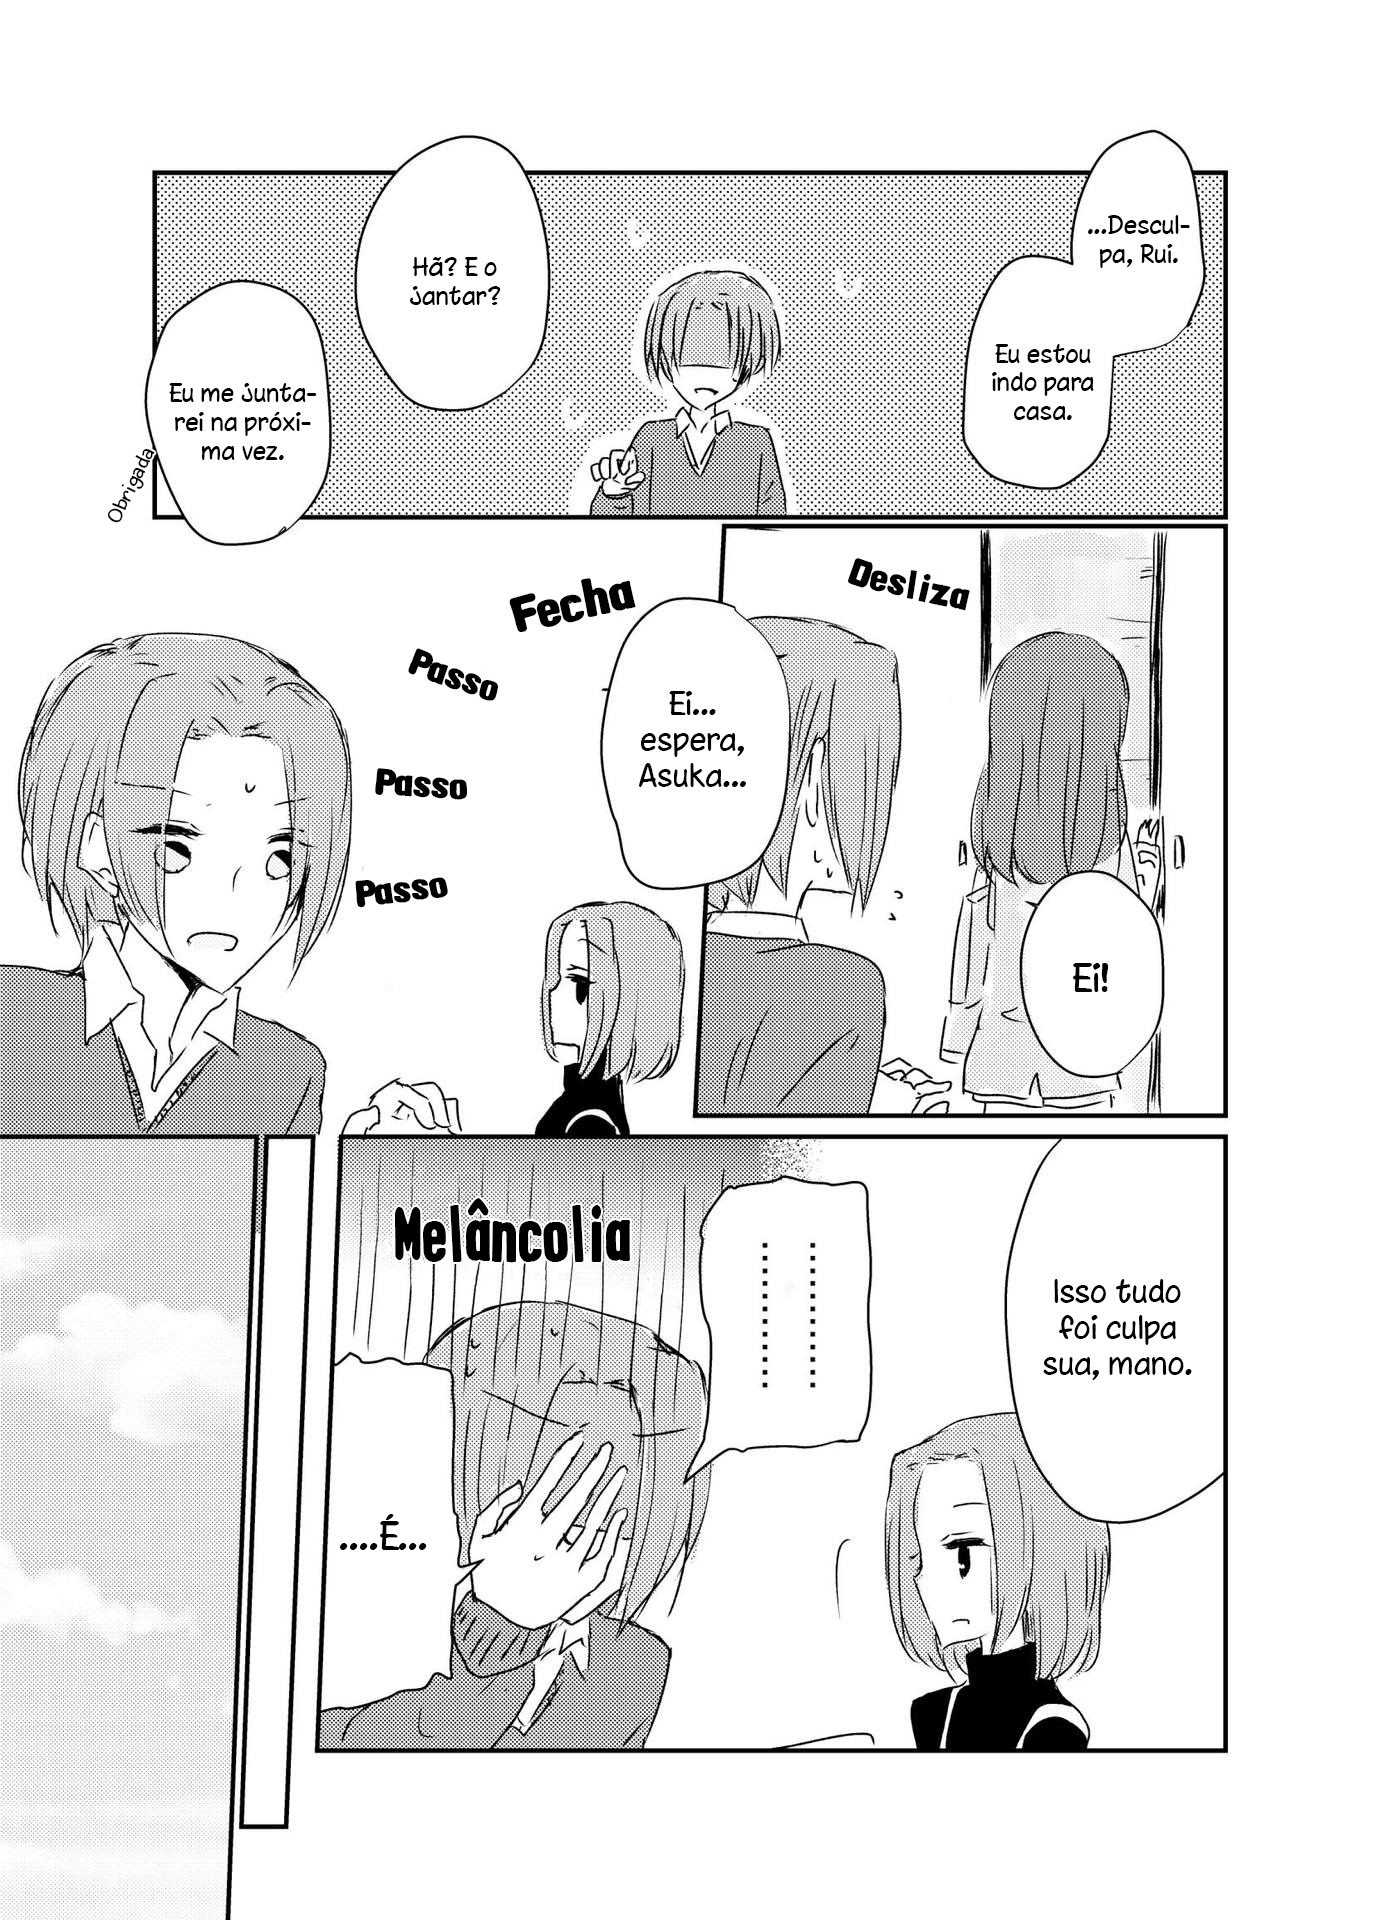 ...Descul-
pa, Rui.
Eu estou
indo para
casa.
Hã? E o
jantar?
Eu me junta-
rei na próxi-
ma vez.
Obrigada
Desliza
Ei!
Ei...
espera,
Asuka...
Fecha
Passo
Passo
Passo
Isso tudo
foi culpa
sua, mano.
..........
..........
Melâncolia
....É...